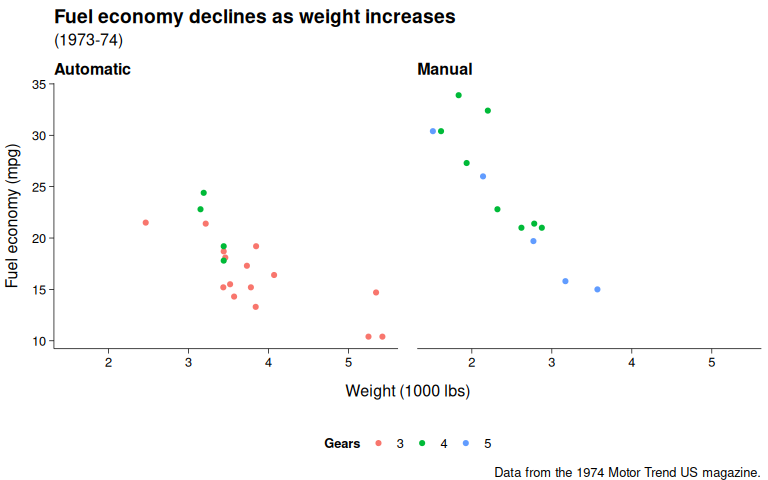 Fuel economy declines as weight increases
(1973-74)
Automatic
Manual
Fuel economy (mpg)
35
30
25
20
15
10
2 3 4 5
2 3 4 5
Weight (1000 lbs)
Gears 3 4 5
Data from the 1974 Motor Trend US magazine.